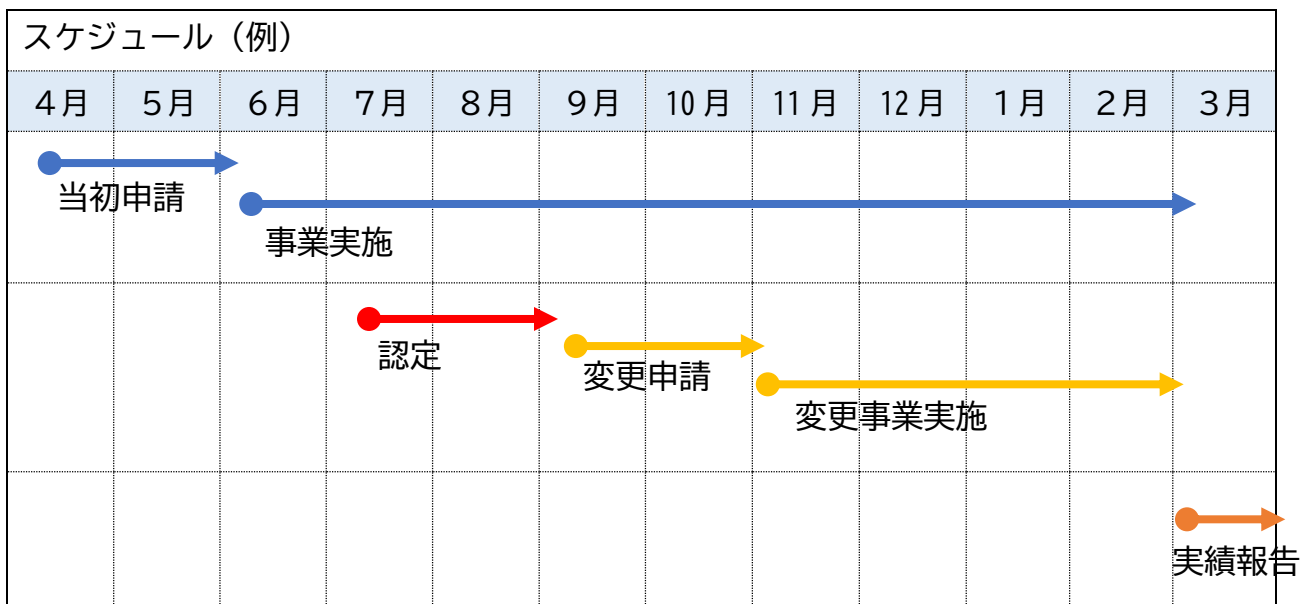 スケジュール（例）
４月 ５月 ６月 ７月 ８月 ９月 10月 11月 12月 １月 ２月 ３月
当初申請
事業実施
認定
変更申請
変更事業実施
実績報告